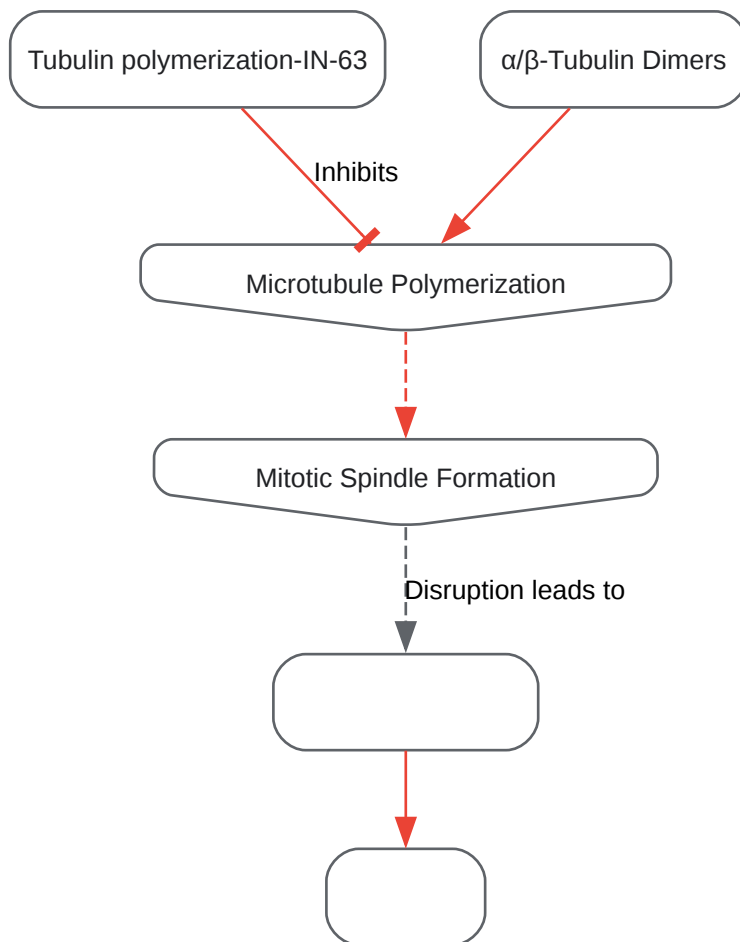 Tubulin polymerization-IN-63
α/β-Tubulin Dimers
Inhibits
Microtubule Polymerization
Mitotic Spindle Formation
Disruption leads to